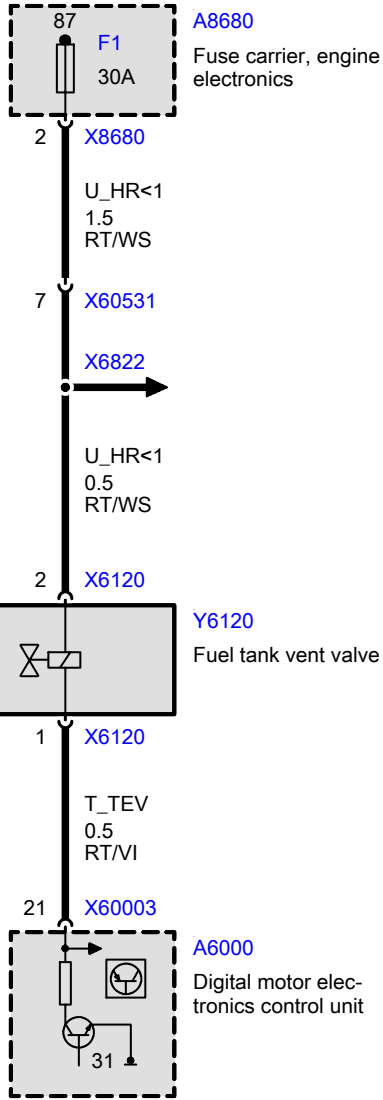 87
F1
30A
A8680
Fuse carrier, engine
electronics
2 X8680
U_HR<1
1.5
RT/WS
7 X60531
X6822
U_HR<1
0.5
RT/WS
2 X6120
Y6120
Fuel tank vent valve
1 X6120
T_TEV
0.5
RT/VI
21 X60003
A6000
Digital motor elec-
tronics control unit
31